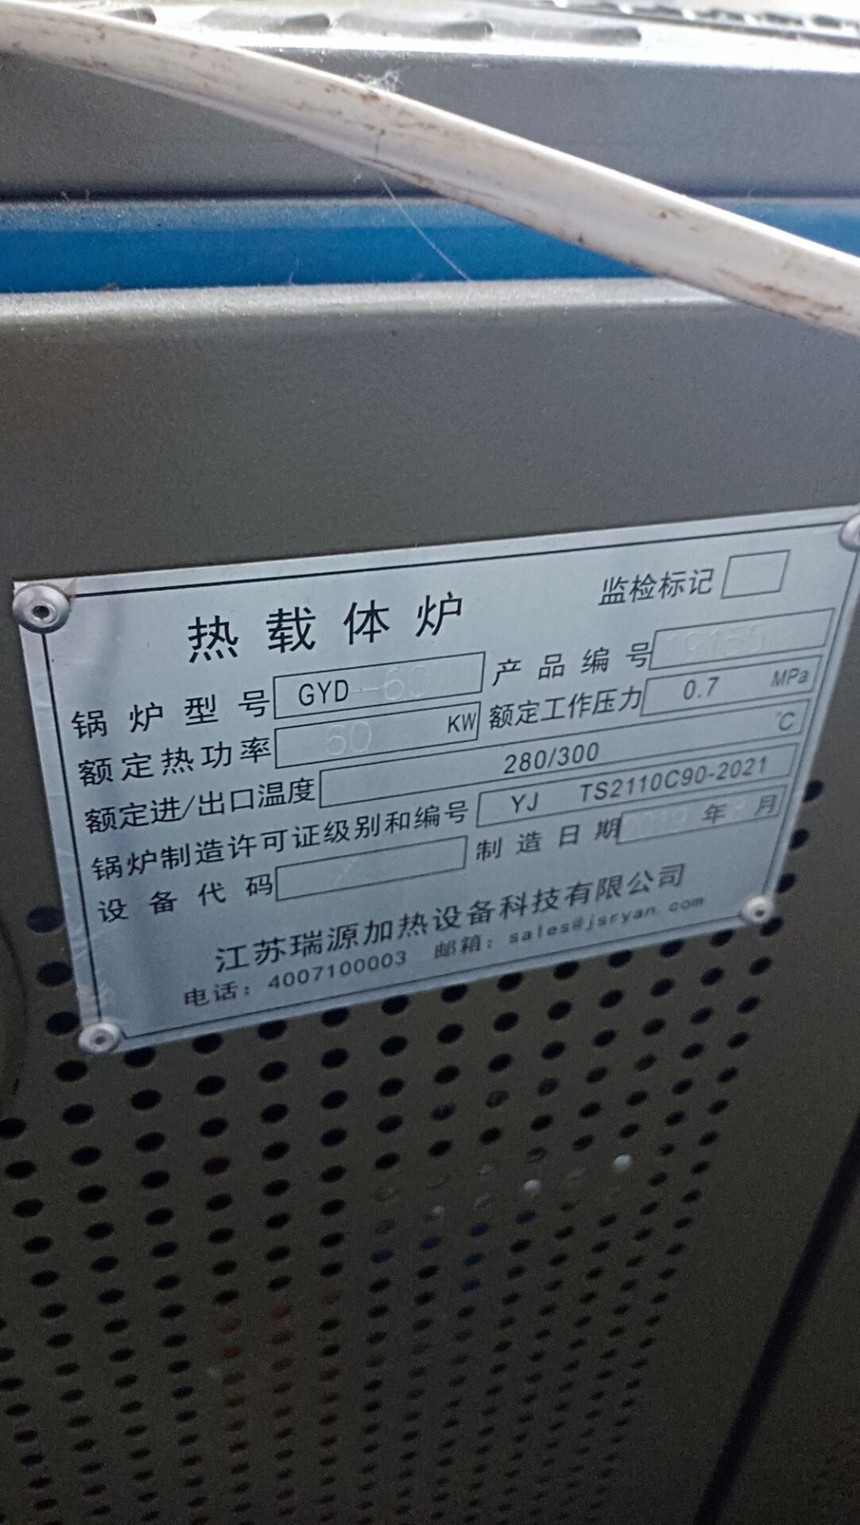 热载体炉 监检标记
锅炉型号 GYD-60 产品编号
额定热功率 60 KW 额定工作压力 0.7 MPa
额定进/出口温度 280/300 ℃
锅炉制造许可证级别和编号 YJ TS2110C90-2021
设备代码 / 制造日期 2019 年 月
江苏瑞源加热设备科技有限公司
电话：4007100003 邮箱：sales@jsryan.com